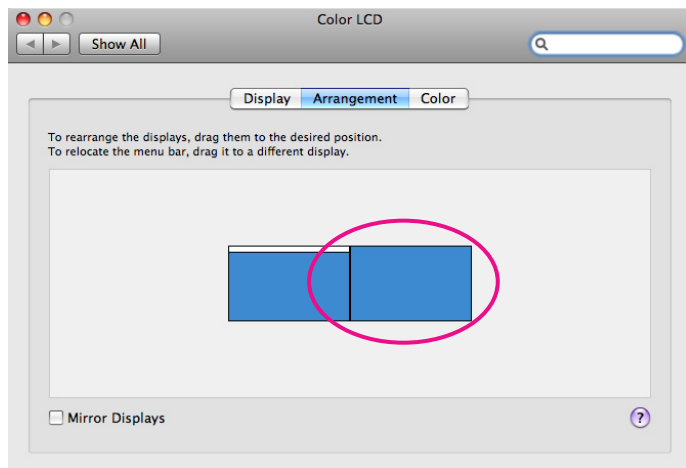 Color LCD
Show All
Display Arrangement Color
To rearrange the displays, drag them to the desired position.
To relocate the menu bar, drag it to a different display.
Mirror Displays
?